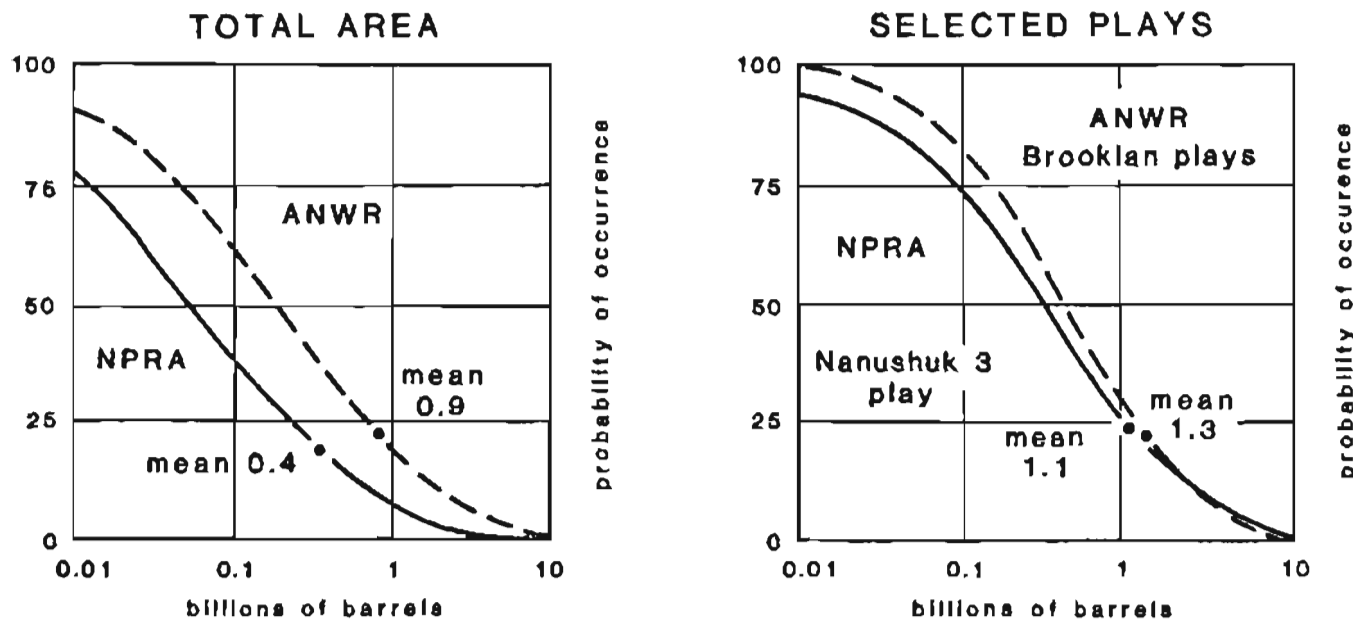 TOTAL AREA
100
75
50
25
0
ANWR
NPRA
mean
0.9
mean 0.4
0.01 0.1 1 10
billions of barrels
probability of occurrence
SELECTED PLAYS
100
75
50
25
0
ANWR
Brookian plays
NPRA
Nanushuk 3
play
mean
1.3
mean
1.1
0.01 0.1 1 10
billions of barrels
probability of occurence